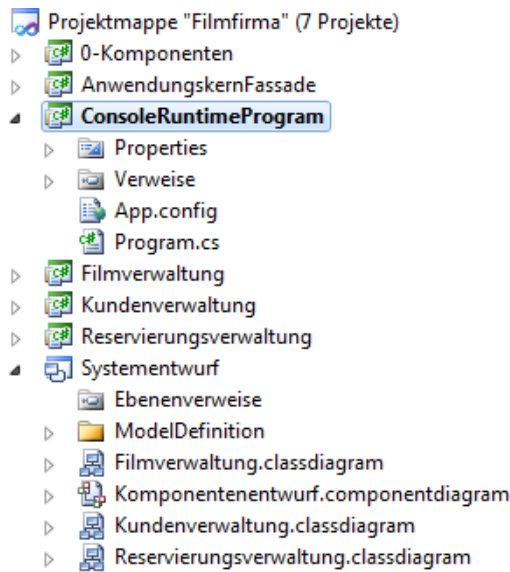 Projektmappe "Filmfirma" (7 Projekte)
0-Komponenten
AnwendungskernFassade
ConsoleRuntimeProgram
Properties
Verweise
App.config
Program.cs
Filmverwaltung
Kundenverwaltung
Reservierungsverwaltung
Systementwurf
Ebenenverweise
ModelDefinition
Filmverwaltung.classdiagram
Komponentenentwurf.componentdiagram
Kundenverwaltung.classdiagram
Reservierungsverwaltung.classdiagram